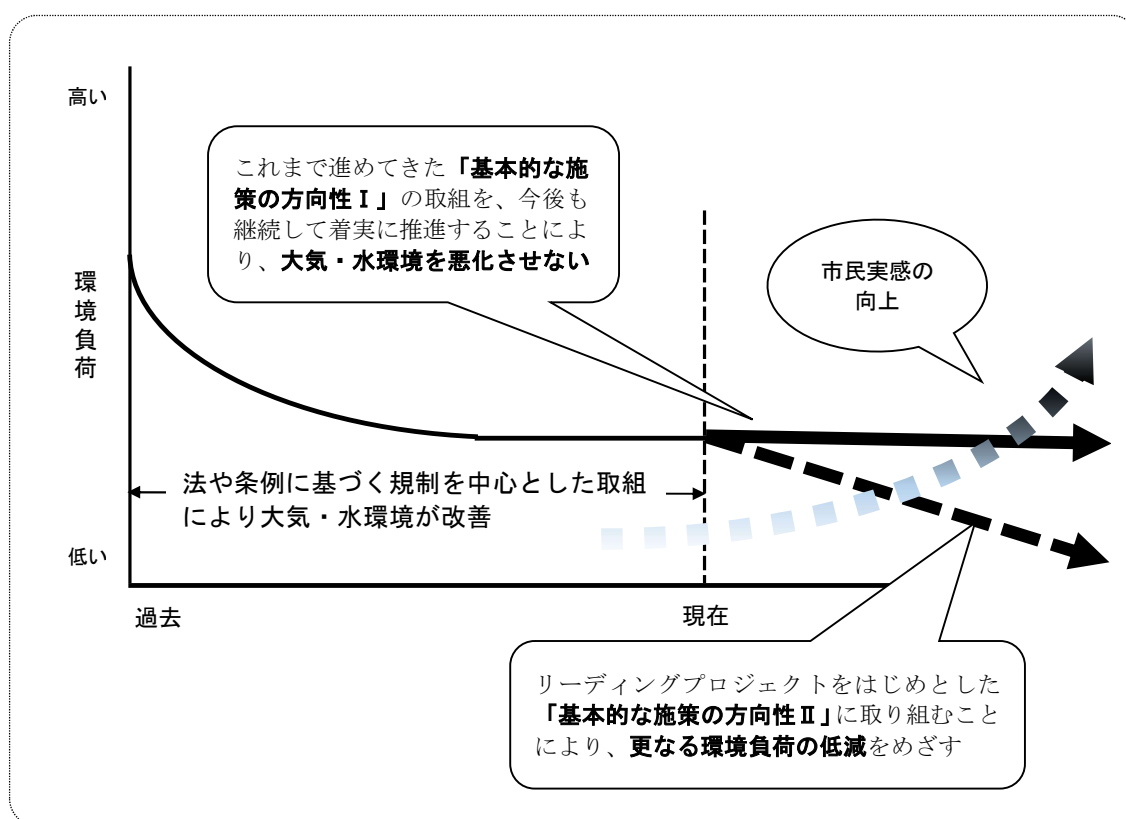 高い
これまで進めてきた「基本的な施
策の方向性Ⅰ」の取組を、今後も
継続して着実に推進することによ
り、大気・水環境を悪化させない
市民実感の
向上
環境負荷
法や条例に基づく規制を中心とした取組
により大気・水環境が改善
低い
過去
現在
リーディングプロジェクトをはじめとした
「基本的な施策の方向性Ⅱ」に取り組むこと
により、更なる環境負荷の低減をめざす